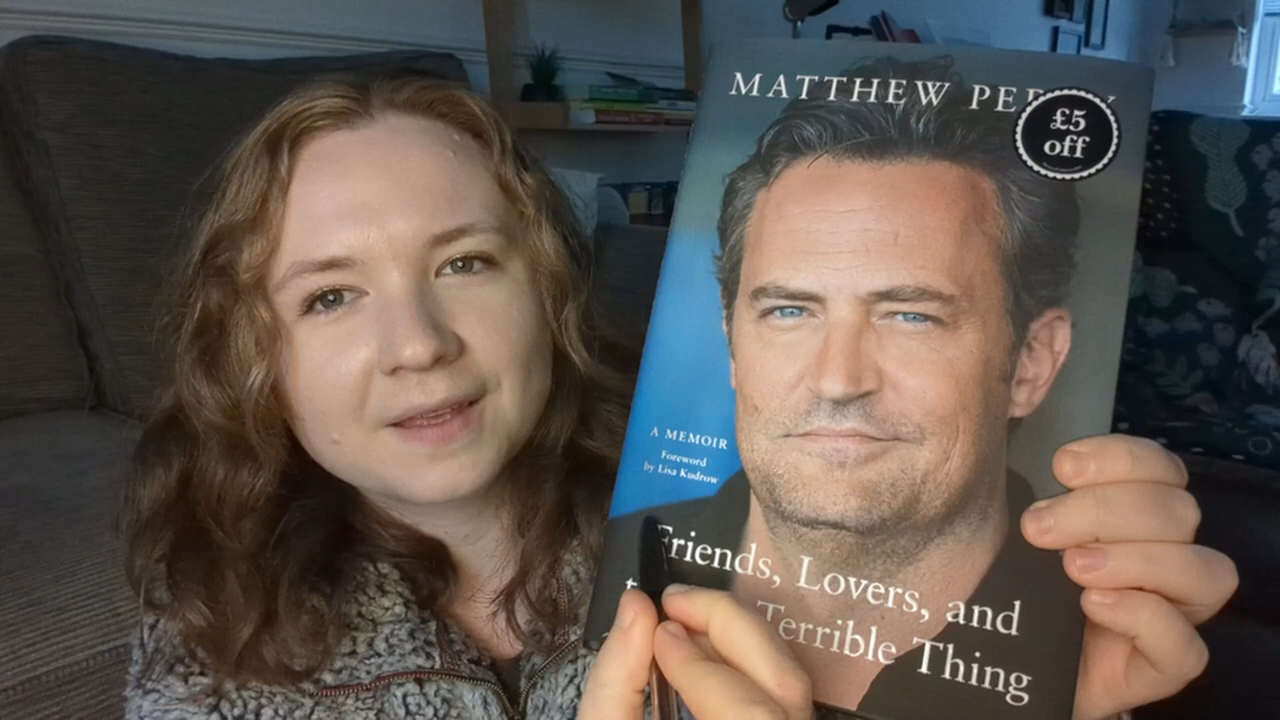 MATTHEW PE
£5
off
A MEMOIR
Foreword
by Lisa Kudrow
Friends, Lovers, and
Terrible Thing